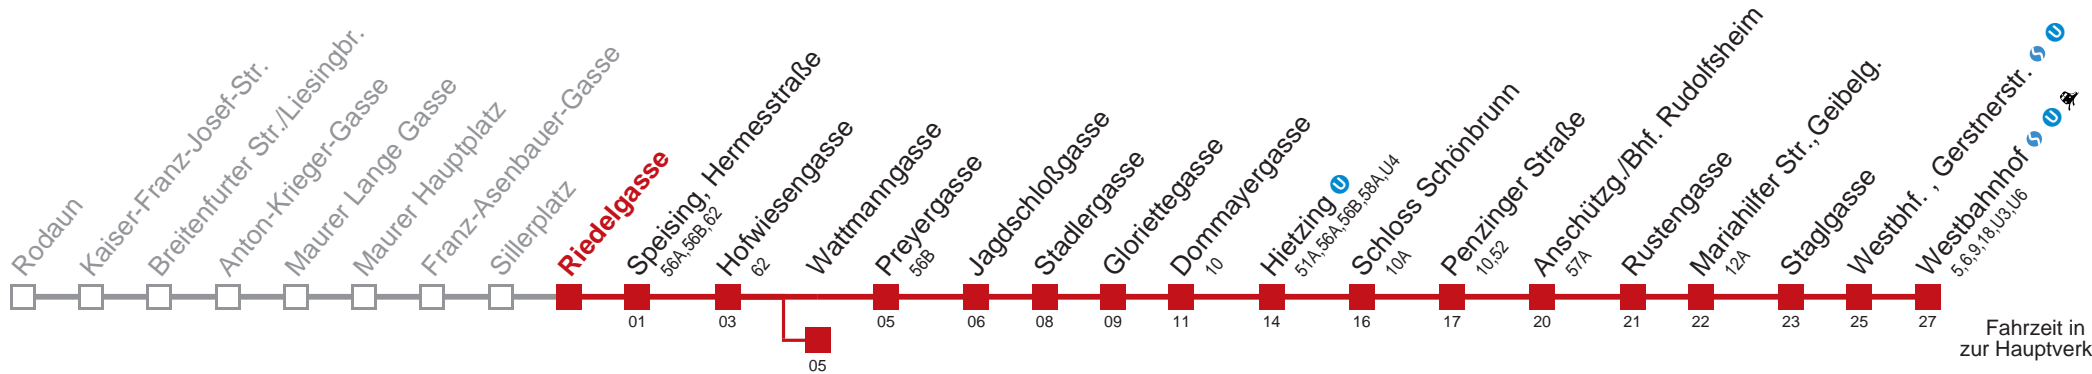 Rodaun
Kaiser-Franz-Josef-Str.
Breitenfurter Str./Liesingbr.
Anton-Krieger-Gasse
Maurer Lange Gasse
Maurer Hauptplatz
Franz-Asenbauer-Gasse
Sillerplatz
Riedelgasse
Speising, Hermesstraße
56A,56B,62
Hofwiesengasse
62
Wattmanngasse
Preyergasse
56B
Jagdschloßgasse
Stadlergasse
Gloriettegasse
Dommayergasse
10
Hietzing U
51A,56A,56B,58A,U4
Schloss Schönbrunn
10A
Penzinger Straße
10,52
Anschützg./Bhf. Rudolfsheim
57A
Rustengasse
Mariahilfer Str., Geibelg.
12A
Staglgasse
Westbhf. , Gerstnerstr. S U
Westbahnhof S U
5,6,9,18,U3,U6
01 03 05 06 08 09 11 14 16 17 20 21 22 23 25 27
05
Fahrzeit in
zur Hauptverk